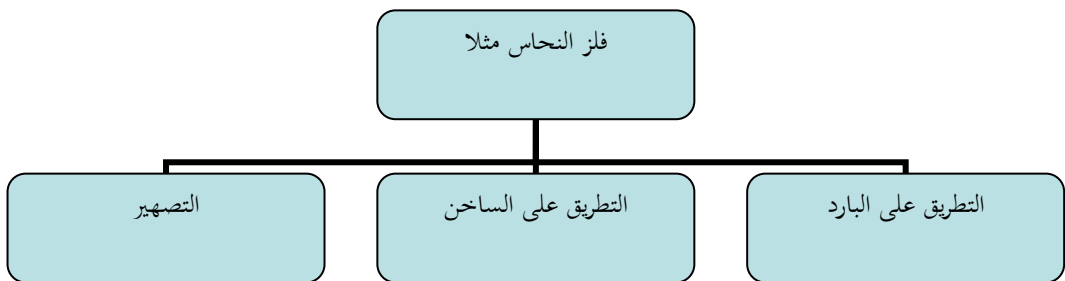 فلز النحاس مثلا
التطريق على البارد
التطريق على الساخن
التصهير